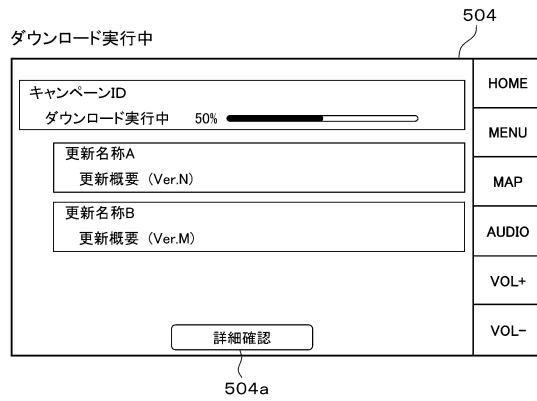 504
ダウンロード実行中
キャンペーンID
ダウンロード実行中 50%
更新名称A
更新概要 (Ver.N)
更新名称B
更新概要 (Ver.M)
詳細確認
504a
HOME
MENU
MAP
AUDIO
VOL+
VOL-